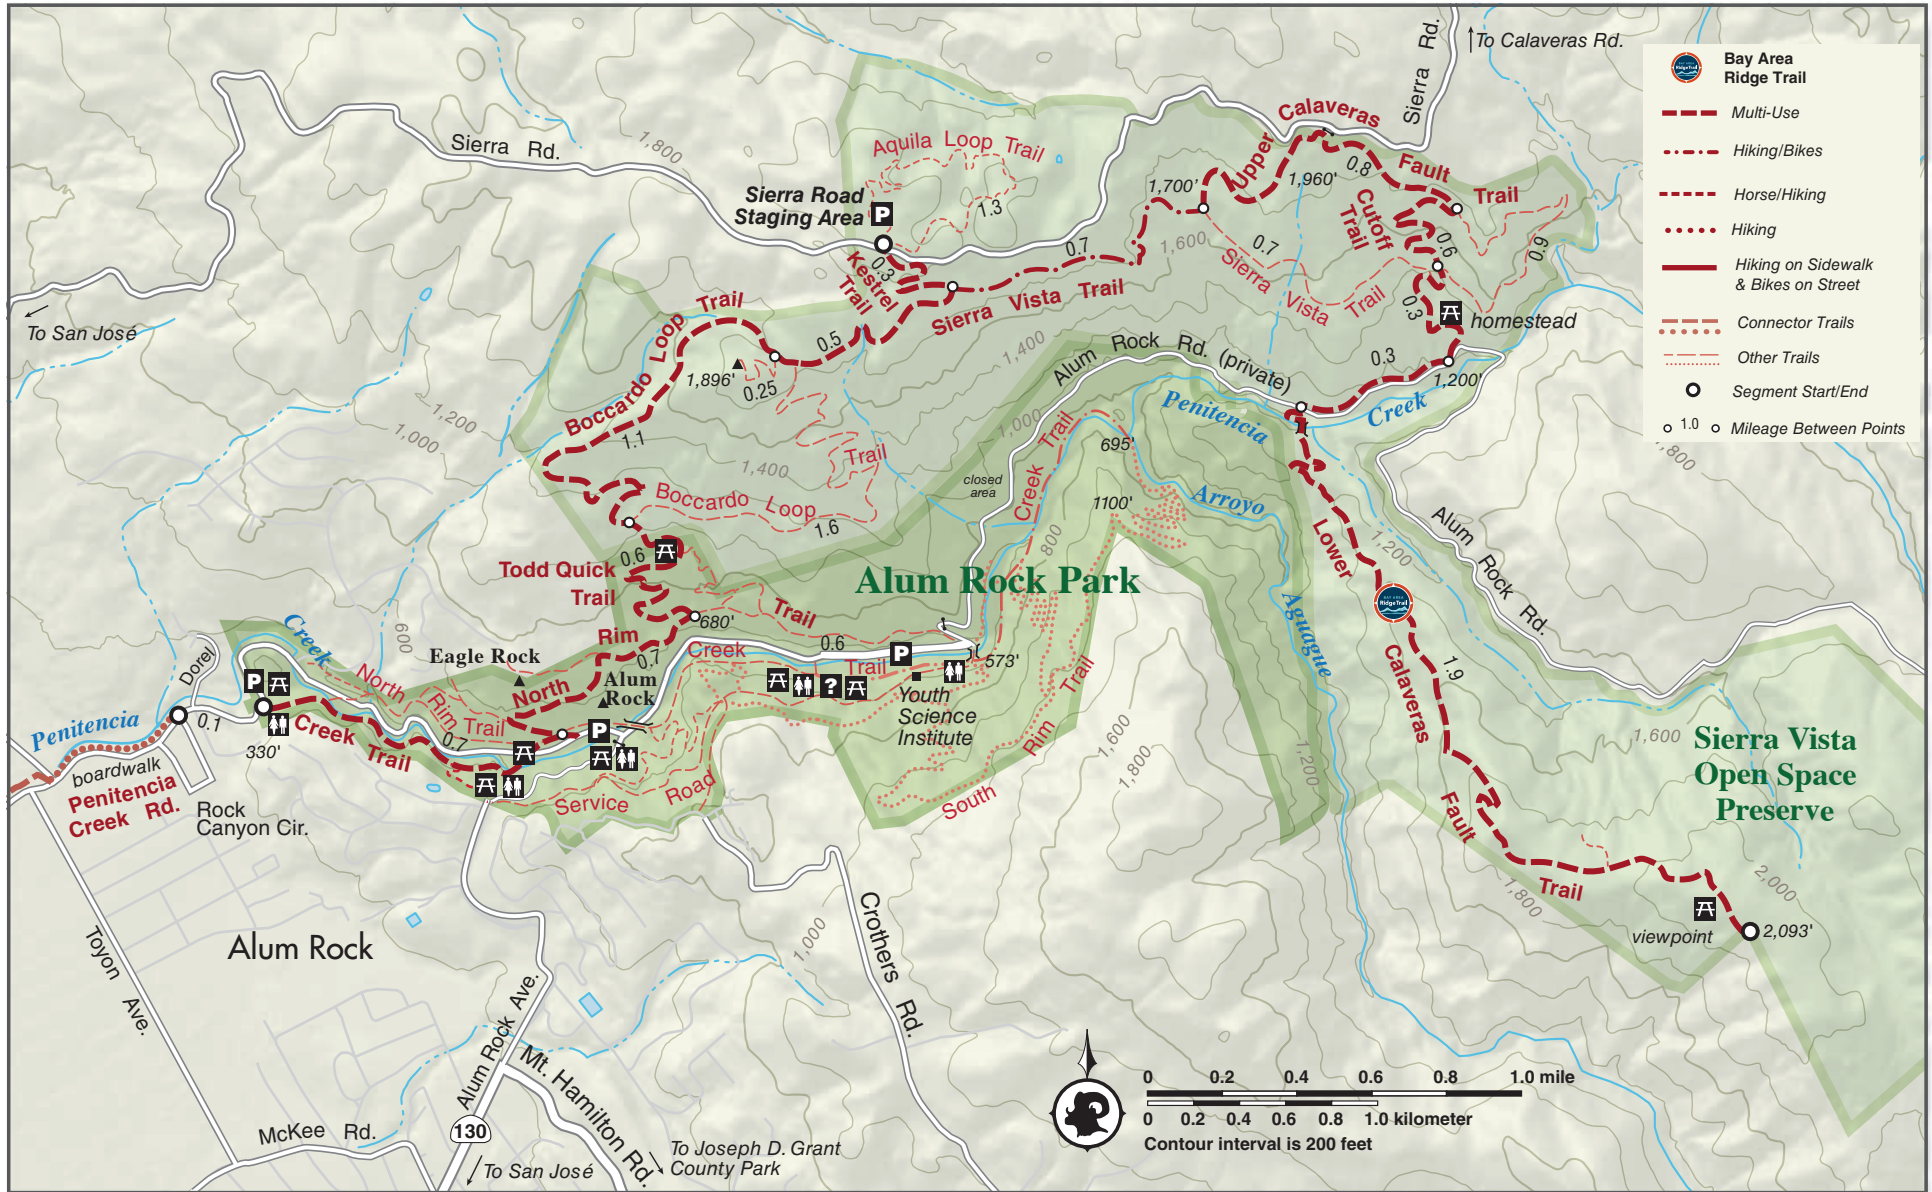 Sierra Rd.
To Calaveras Rd.
Bay Area
Ridge Trail
Multi-Use
Hiking/Bikes
Horse/Hiking
Hiking
Hiking on Sidewalk
& Bikes on Street
Connector Trails
Other Trails
Segment Start/End
1.0
Mileage Between Points
Sierra Rd.
1,800
Aquila Loop Trail
1.3
Sierra Road
Staging Area
P
Upper Calaveras Fault Trail
0.8
1,960'
1,700'
Cutoff
Trail
0.6
0.9
0.7
Sierra Vista Trail
1,600
0.7
Sierra Vista Trail
0.3
Kestrel
Trail
0.3
homestead
0.3
1,200'
To San José
Boccardo Loop Trail
0.5
1,896'
0.25
1.1
1,400
Alum Rock Rd. (private)
Penitencia Creek
1,200
1,000
1,000
Creek Trail
695'
1,800
1,400
Trail
Boccardo Loop
1.6
closed
area
1100'
Arroyo Aguague
800
Alum Rock Rd.
1,200
Lower Calaveras Fault Trail
BAY AREA
RidgeTrail
1.9
0.6
Todd Quick
Trail
Alum Rock Park
680'
Trail
0.6
P
573'
Creek Trail
?
Youth
Science
Institute
600
Eagle Rock
North Rim
0.7
Alum
Rock
Dorel
Creek
P
North Rim Trail
P
Penitencia
0.1
330'
Creek Trail
0.7
boardwalk
Penitencia
Creek Rd.
Rock
Canyon Cir.
Service Road
South Rim Trail
1,600
1,800
1,200
1,600
Sierra Vista
Open Space
Preserve
2,000
1,800
viewpoint
2,093'
Alum Rock
Toyon Ave.
1,000
Crothers Rd.
Alum Rock Ave.
Mt. Hamilton Rd.
McKee Rd.
130
To San José
To Joseph D. Grant
County Park
0 0.2 0.4 0.6 0.8 1.0 mile
0 0.2 0.4 0.6 0.8 1.0 kilometer
Contour interval is 200 feet